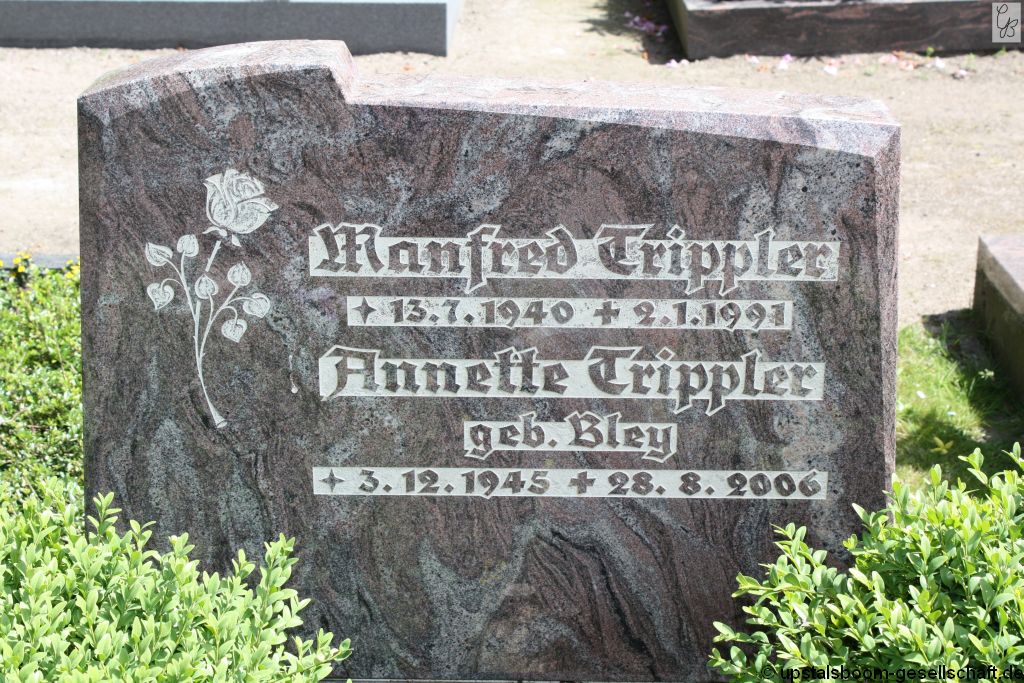 Manfred Trippler
✦ 13.7.1940 ✝ 2.1.1991
Annette Trippler
geb. Bley
✦ 3.12.1945 ✝ 28.8.2006
© upstalsboom-gesellschaft.de